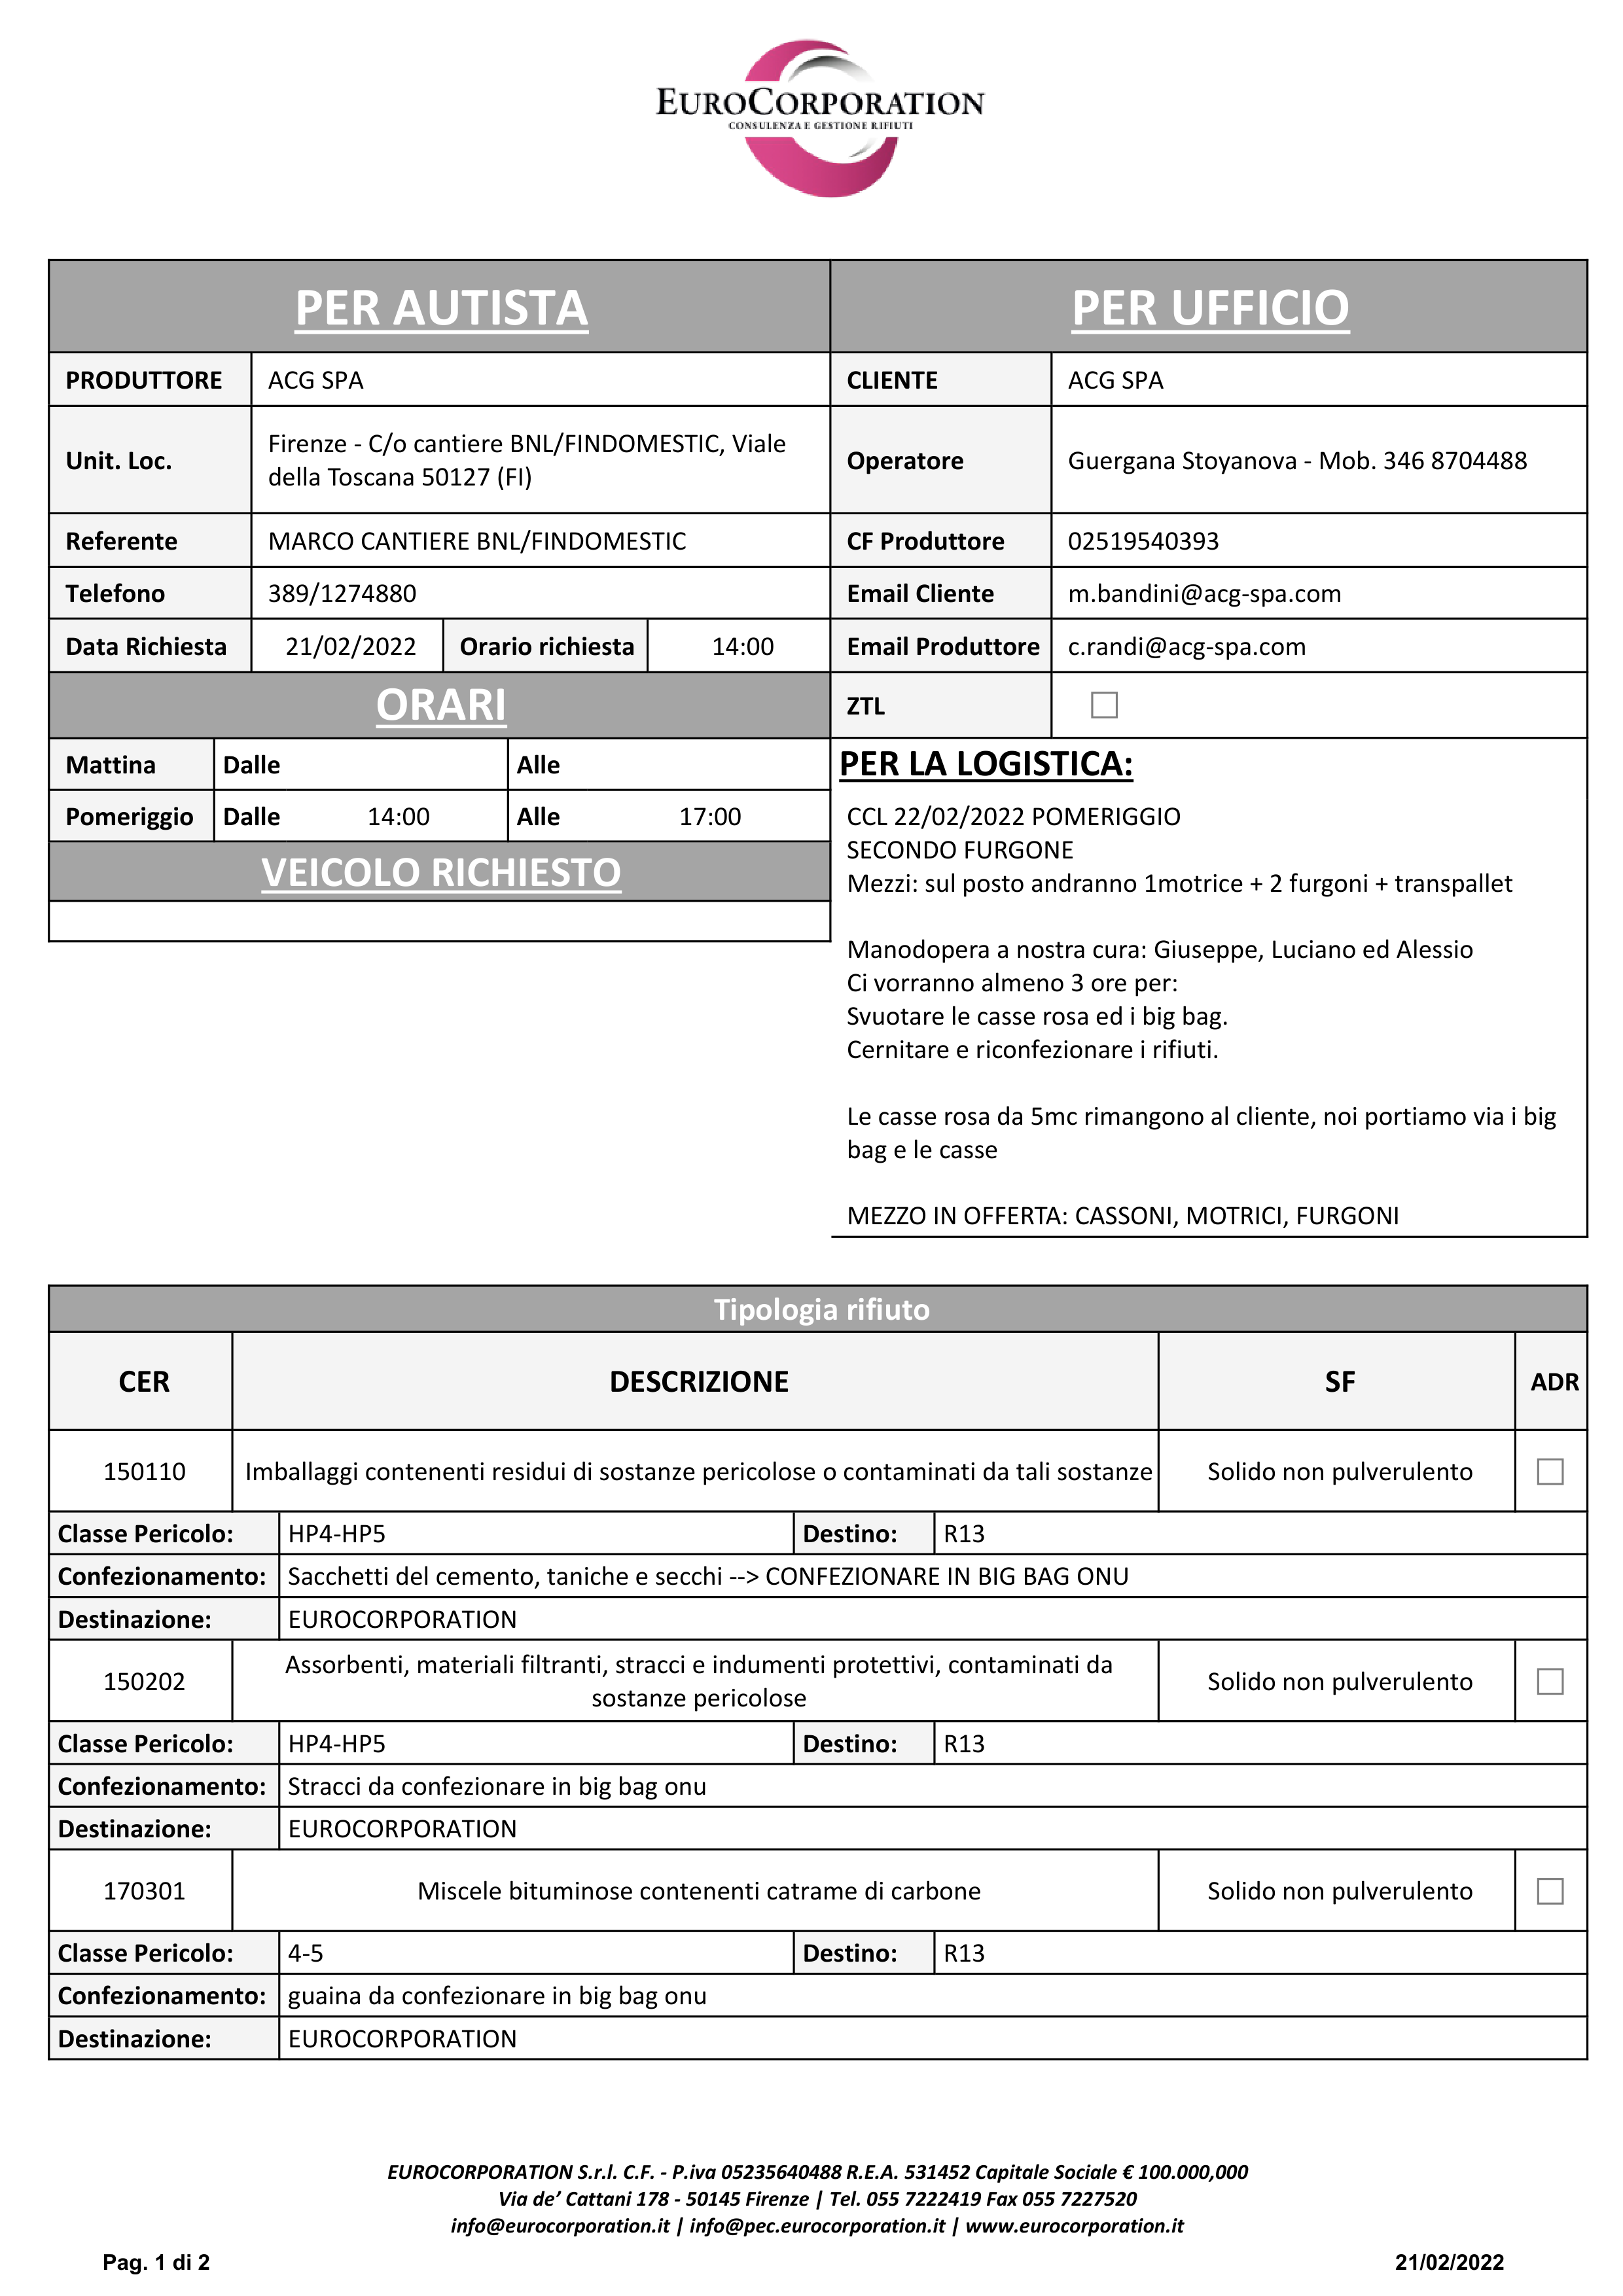 EUROCORPORATION
CONSULENZA E GESTIONE RIFIUTI
PER AUTISTA
PRODUTTORE ACG SPA
Unit. Loc. Firenze - C/o cantiere BNL/FINDOMESTIC, Viale
della Toscana 50127 (FI)
Referente MARCO CANTIERE BNL/FINDOMESTIC
Telefono 389/1274880
Data Richiesta 21/02/2022 Orario richiesta 14:00
ORARI
Mattina Dalle Alle
Pomeriggio Dalle 14:00 Alle 17:00
VEICOLO RICHIESTO
PER UFFICIO
CLIENTE ACG SPA
Operatore Guergana Stoyanova - Mob. 346 8704488
CF Produttore 02519540393
Email Cliente m.bandini@acg-spa.com
Email Produttore c.randi@acg-spa.com
ZTL
PER LA LOGISTICA:
CCL 22/02/2022 POMERIGGIO
SECONDO FURGONE
Mezzi: sul posto andranno 1motrice + 2 furgoni + transpallet
Manodopera a nostra cura: Giuseppe, Luciano ed Alessio
Ci vorranno almeno 3 ore per:
Svuotare le casse rosa ed i big bag.
Cernitare e riconfezionare i rifiuti.
Le casse rosa da 5mc rimangono al cliente, noi portiamo via i big
bag e le casse
MEZZO IN OFFERTA: CASSONI, MOTRICI, FURGONI
Tipologia rifiuto
CER DESCRIZIONE SF ADR
150110 Imballaggi contenenti residui di sostanze pericolose o contaminati da tali sostanze Solido non pulverulento
Classe Pericolo: HP4-HP5 Destino: R13
Confezionamento: Sacchetti del cemento, taniche e secchi --> CONFEZIONARE IN BIG BAG ONU
Destinazione: EUROCORPORATION
150202 Assorbenti, materiali filtranti, stracci e indumenti protettivi, contaminati da
sostanze pericolose Solido non pulverulento
Classe Pericolo: HP4-HP5 Destino: R13
Confezionamento: Stracci da confezionare in big bag onu
Destinazione: EUROCORPORATION
170301 Miscele bituminose contenenti catrame di carbone Solido non pulverulento
Classe Pericolo: 4-5 Destino: R13
Confezionamento: guaina da confezionare in big bag onu
Destinazione: EUROCORPORATION
EUROCORPORATION S.r.l. C.F. - P.iva 05235640488 R.E.A. 531452 Capitale Sociale € 100.000,000
Via de’ Cattani 178 - 50145 Firenze | Tel. 055 7222419 Fax 055 7227520
info@eurocorporation.it | info@pec.eurocorporation.it | www.eurocorporation.it
Pag. 1 di 2 21/02/2022